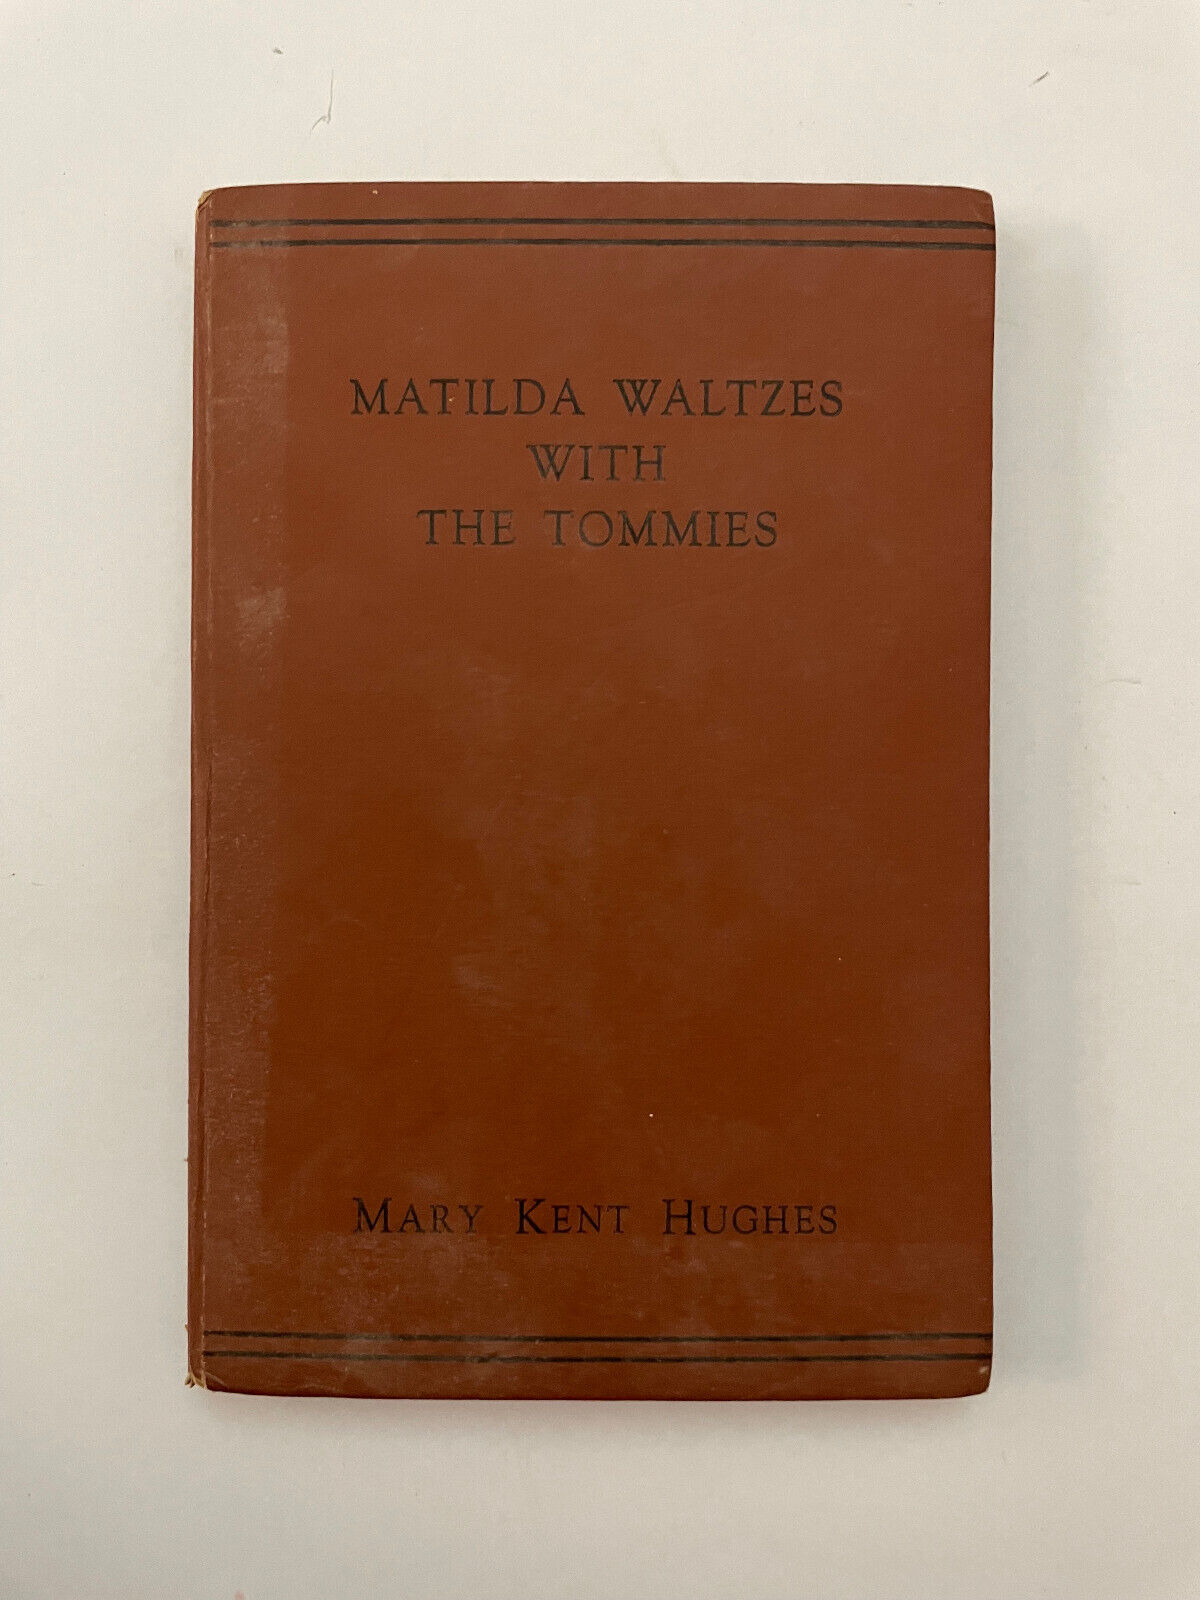 MATILDA WALTZES
WITH
THE TOMMIES
MARY KENT HUGHES